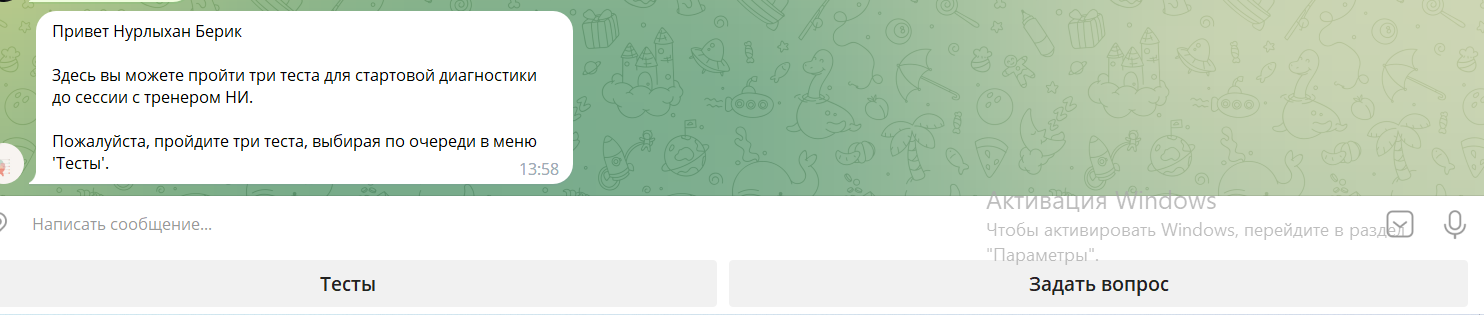 Привет Нурлыхан Берик
Здесь вы можете пройти три теста для стартовой диагностики
до сессии с тренером НИ.
Пожалуйста, пройдите три теста, выбирая по очереди в меню
'Тесты'.
13:58
Написать сообщение...
Активация Windows
Чтобы активировать Windows, перейдите в раздел
"Параметры".
Тесты
Задать вопрос